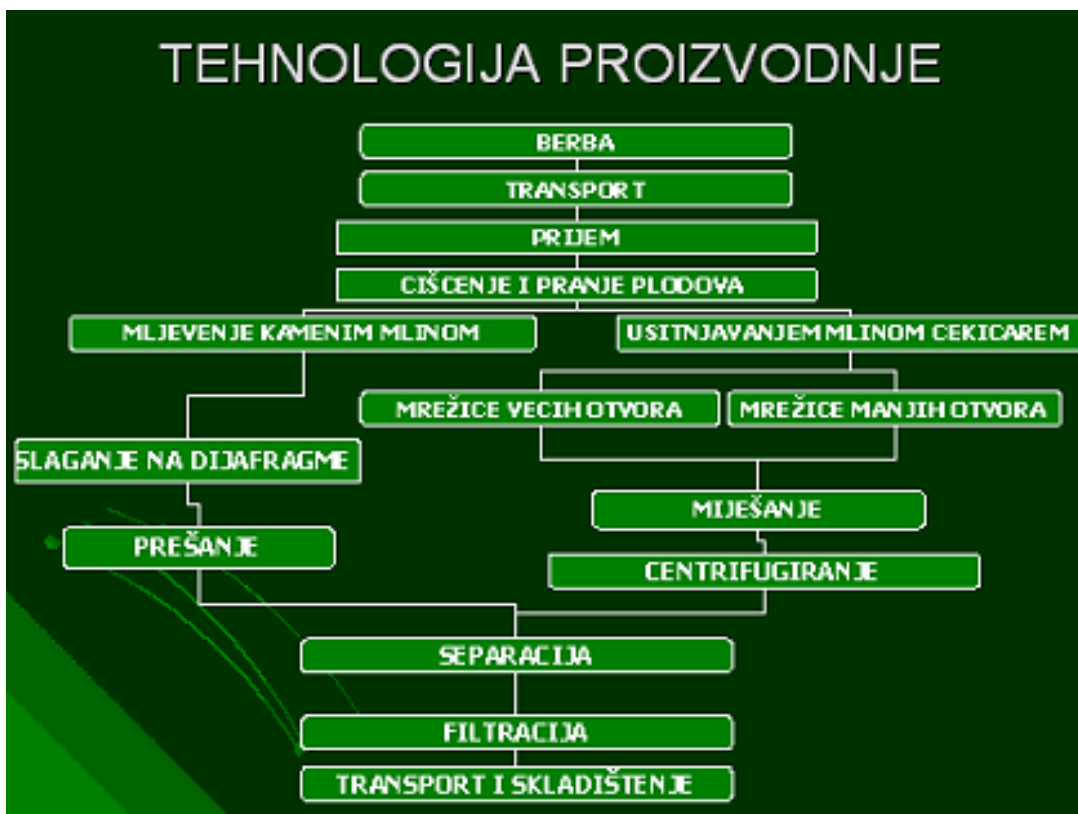 TEHNOLOGIJA PROIZVODNJE
BERBA
TRANSPORT
PRIJEM
CIŠCENJE I PRANJE PLODOVA
MLJEVENJE KAMENIM MLINOM
USITNJAVANJEM MLINOM CEKICAREM
MREŽICE VECIH OTVORA
MREŽICE MANJIH OTVORA
SLAGANJE NA DIJAFRAGME
MIJEŠANJE
PREŠANJE
CENTRIFUGIRANJE
SEPARACIJA
FILTRACIJA
TRANSPORT I SKLADIŠTENJE